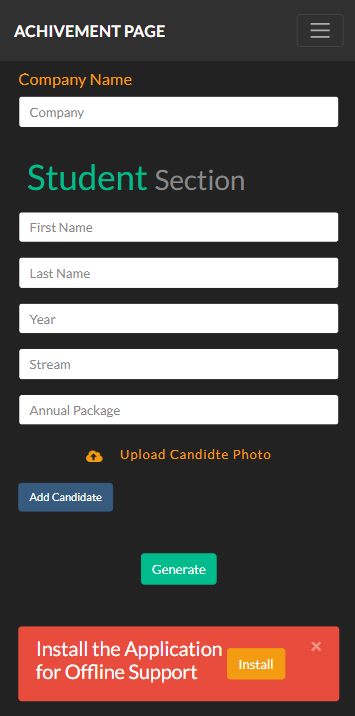 ACHIVEMENT PAGE
Company Name
Company
Student Section
First Name
Last Name
Year
Stream
Annual Package
Upload Candidte Photo
Add Candidate
Generate
Install the Application
for Offline Support
Install
×